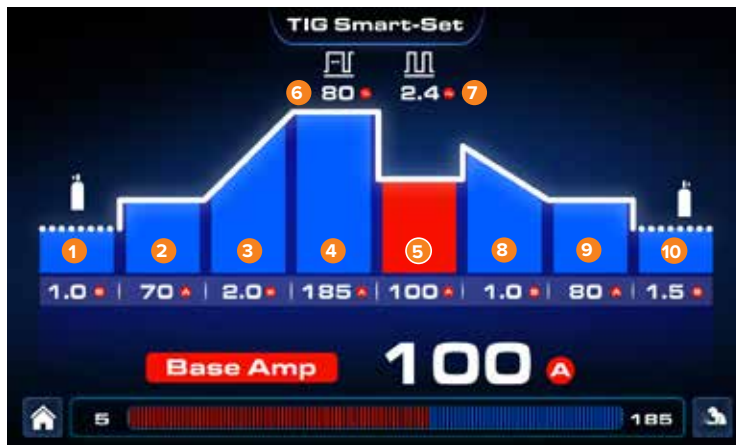 TIG Smart-Set
6 80 2.4 7
1 2 3 4 5 8 9 10
1.0 | 70 A | 2.0 | 185 A | 100 A | 1.0 | 80 A | 1.5
Base Amp 100 A
5 185